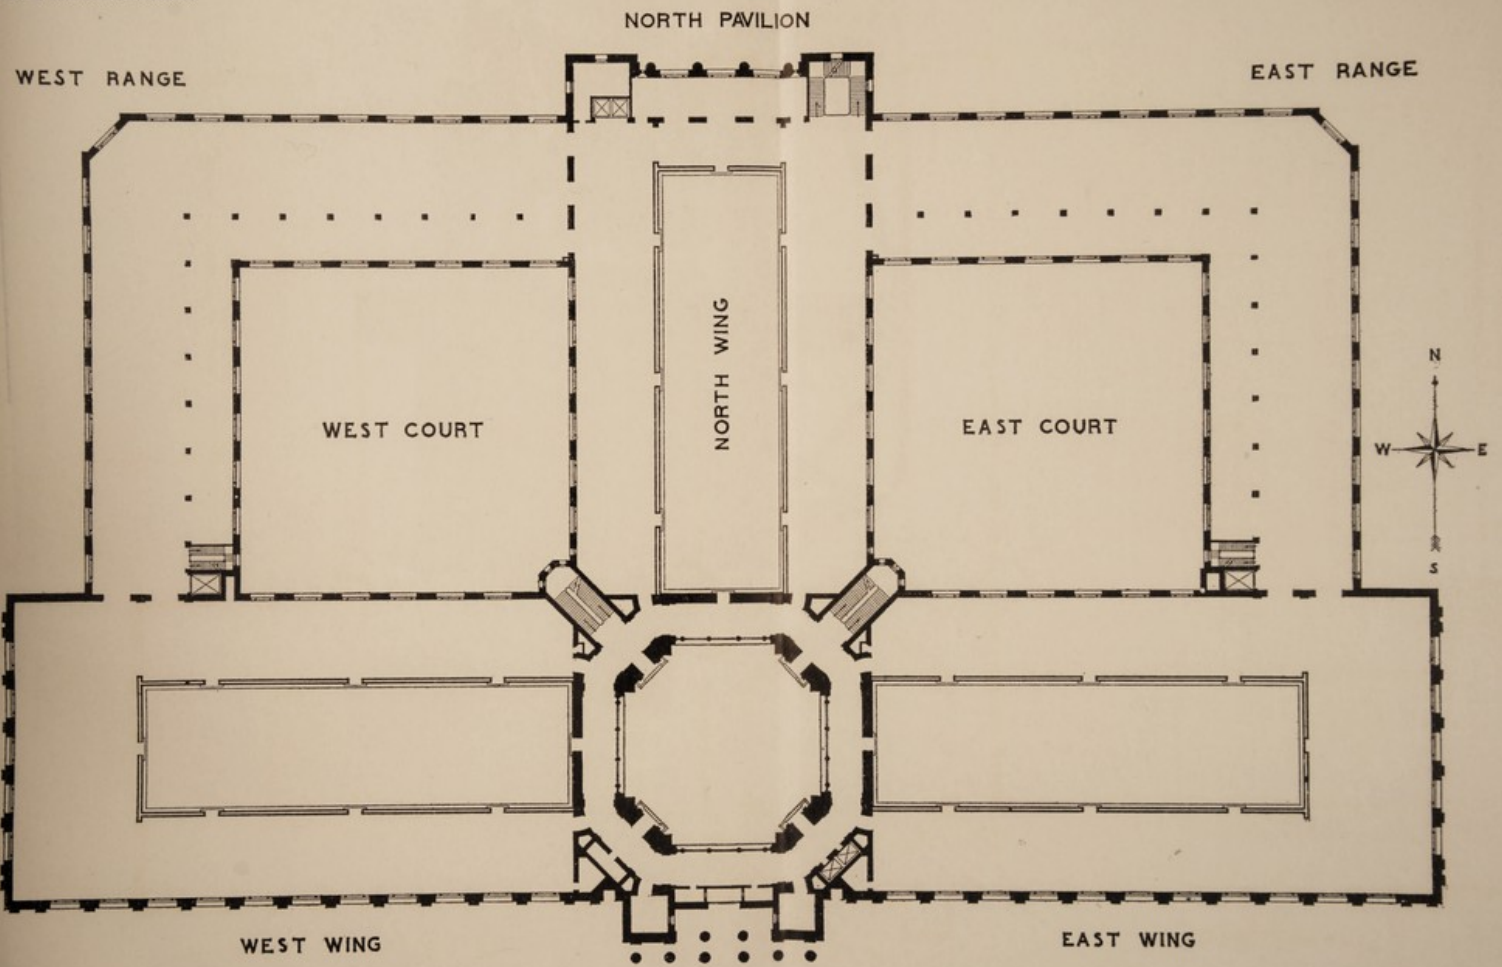 NORTH PAVILION
WEST RANGE
EAST RANGE
NORTH WING
WEST COURT
EAST COURT
N
W
E
S
WEST WING
EAST WING